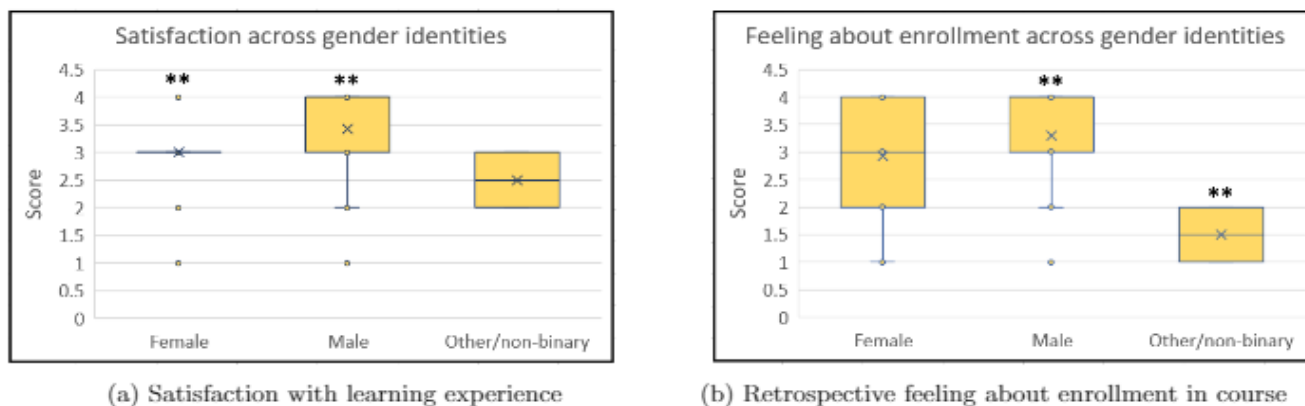 Satisfaction across gender identities
4.5
4
3.5
3
2.5
2
1.5
1
0.5
0
Score
** **
Female Male Other/non-binary
(a) Satisfaction with learning experience
Feeling about enrollment across gender identities
4.5
4
3.5
3
2.5
2
1.5
1
0.5
0
Score
**
**
Female Male Other/non-binary
(b) Retrospective feeling about enrollment in course